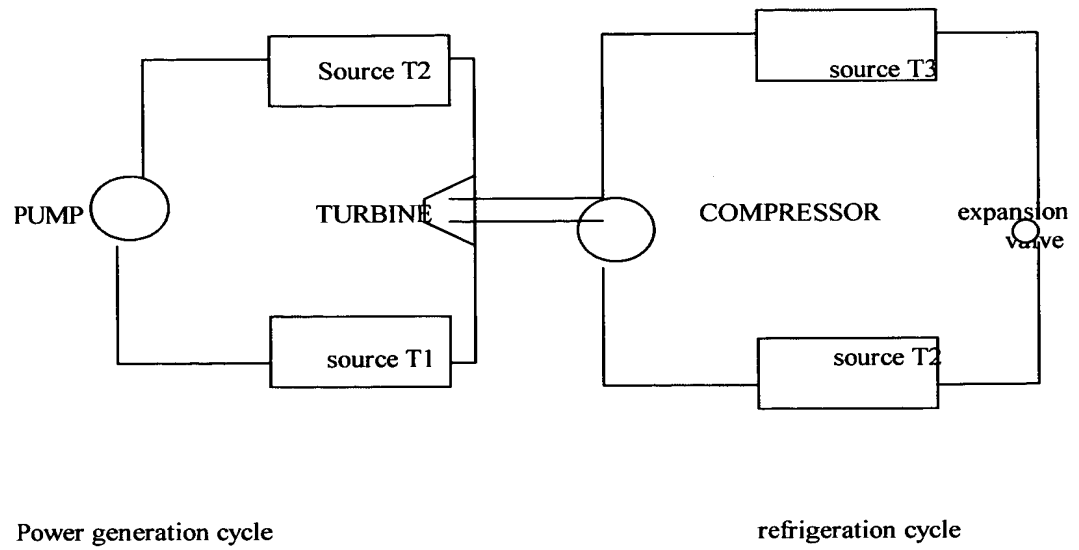 Source T2
source T3
PUMP
TURBINE
COMPRESSOR
expansion
valve
source T1
source T2
Power generation cycle
refrigeration cycle